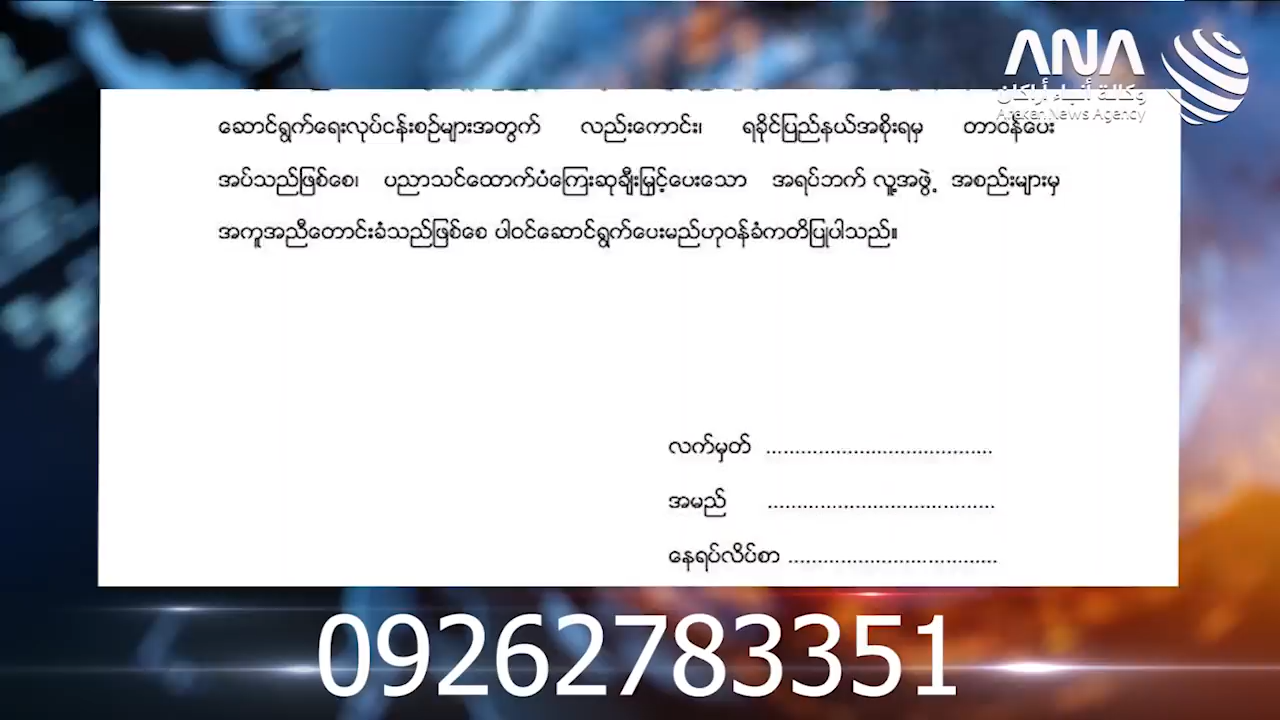 ANA
وكالة أنباء أراكان
Arakan News Agency
ဆောင်ရွက်ရေးလုပ်ငန်းစဉ်များအတွက် လည်းကောင်း၊ ရခိုင်ပြည်နယ်အစိုးရမှ တာဝန်ပေး
အပ်သည်ဖြစ်စေ၊ ပညာသင်ထောက်ပံ့ကြေးဆုချီးမြှင့်ပေးသော အရပ်ဘက် လူ့အဖွဲ့ အစည်းများမှ
အကူအညီတောင်းခံသည်ဖြစ်စေ ပါဝင်ဆောင်ရွက်ပေးမည်ဟုဝန်ခံကတိပြုပါသည်။
လက်မှတ် .......................................
အမည် .......................................
နေရပ်လိပ်စာ ....................................
09262783351